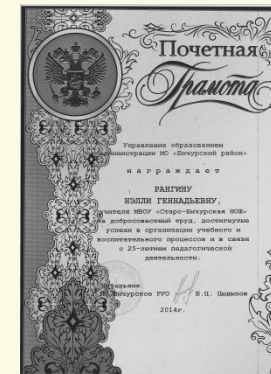 Почетная
Грамота
Управление образованием
администрации МО «Бичурский район»
награждает
РАНГИНУ
НЭЛЛИ ГЕННАДЬЕВНУ,
учителя МБОУ «Старо-Бичурская НОШ»
за добросовестный труд, достигнутые
успехи в организации учебного и
воспитательного процессов и в связи
с 25-летием педагогической
деятельности.
Начальник
Бичурского РУО Б.Ц. Цыдыпов
2014г.